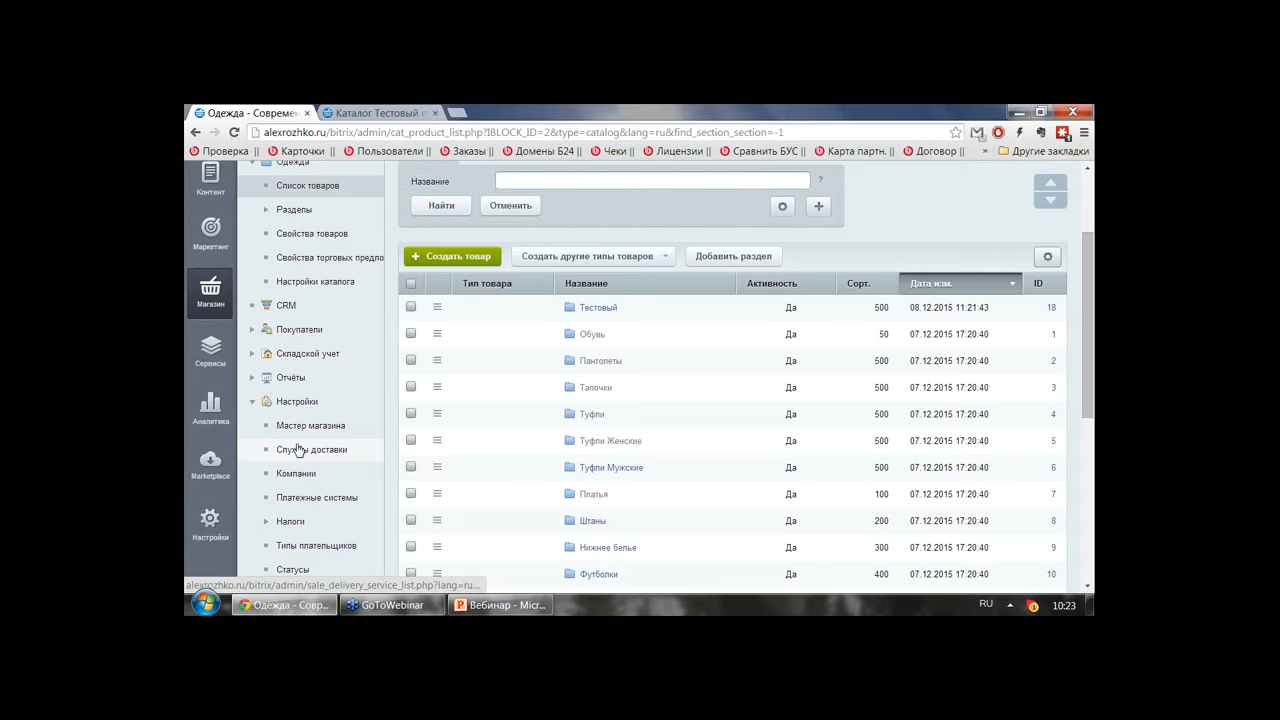 Одежда - Современ
Каталог Тестовый
alexrozhko.ru/bitrix/admin/cat_product_list.php?IBLOCK_ID=2&type=catalog&lang=ru&find_section_section=-1
Проверка || Карточки || Пользователи || Заказы || Домены Б24 || Чеки || Лицензии || Сравнить БУС || Карта партн. || Договор || » Другие закладки
Контент
Маркетинг
Магазин
Сервисы
Аналитика
Marketplace
Настройки
Одежда
Список товаров
Разделы
Свойства товаров
Свойства торговых предло
Настройки каталога
CRM
Покупатели
Складской учет
Отчёты
Настройки
Мастер магазина
Службы доставки
Компании
Платежные системы
Налоги
Типы плательщиков
Статусы
Название ?
Найти Отменить
+ Создать товар Создать другие типы товаров Добавить раздел
Тип товара Название Активность Сорт. Дата изм. ID
Тестовый Да 500 08.12.2015 11:21:43 18
Обувь Да 50 07.12.2015 17:20:40 1
Пантолеты Да 500 07.12.2015 17:20:40 2
Тапочки Да 500 07.12.2015 17:20:40 3
Туфли Да 500 07.12.2015 17:20:40 4
Туфли Женские Да 500 07.12.2015 17:20:40 5
Туфли Мужские Да 500 07.12.2015 17:20:40 6
Платья Да 100 07.12.2015 17:20:40 7
Штаны Да 200 07.12.2015 17:20:40 8
Нижнее белье Да 300 07.12.2015 17:20:40 9
Футболки Да 400 07.12.2015 17:20:40 10
alexrozhko.ru/bitrix/admin/sale_delivery_service_list.php?lang=ru...
Одежда - Совр... GoToWebinar Вебинар - Micr... RU 10:23